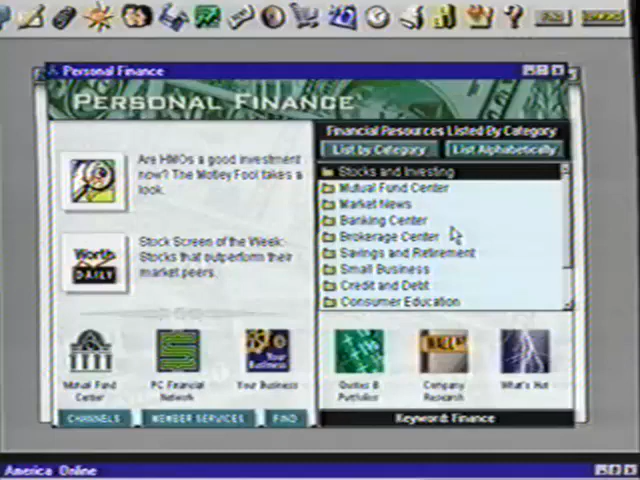 Personal Finance
PERSONAL FINANCE
Financial Resources Listed By Category
List by Category
List Alphabetically
Are HMOs a good investment
now? The Motley Fool takes a
look.
Worth
DAILY
Stock Screen of the Week:
Stocks that outperform their
market peers.
Stocks and Investing
Mutual Fund Center
Market News
Banking Center
Brokerage Center
Savings and Retirement
Small Business
Credit and Debt
Consumer Education
Your
Business
WALL ST
Mutual Fund
Center
PC Financial
Network
Your Business
Quotes &
Portfolios
Company
Research
What's Hot
CHANNELS
MEMBER SERVICES
FIND
Keyword: Finance
America Online